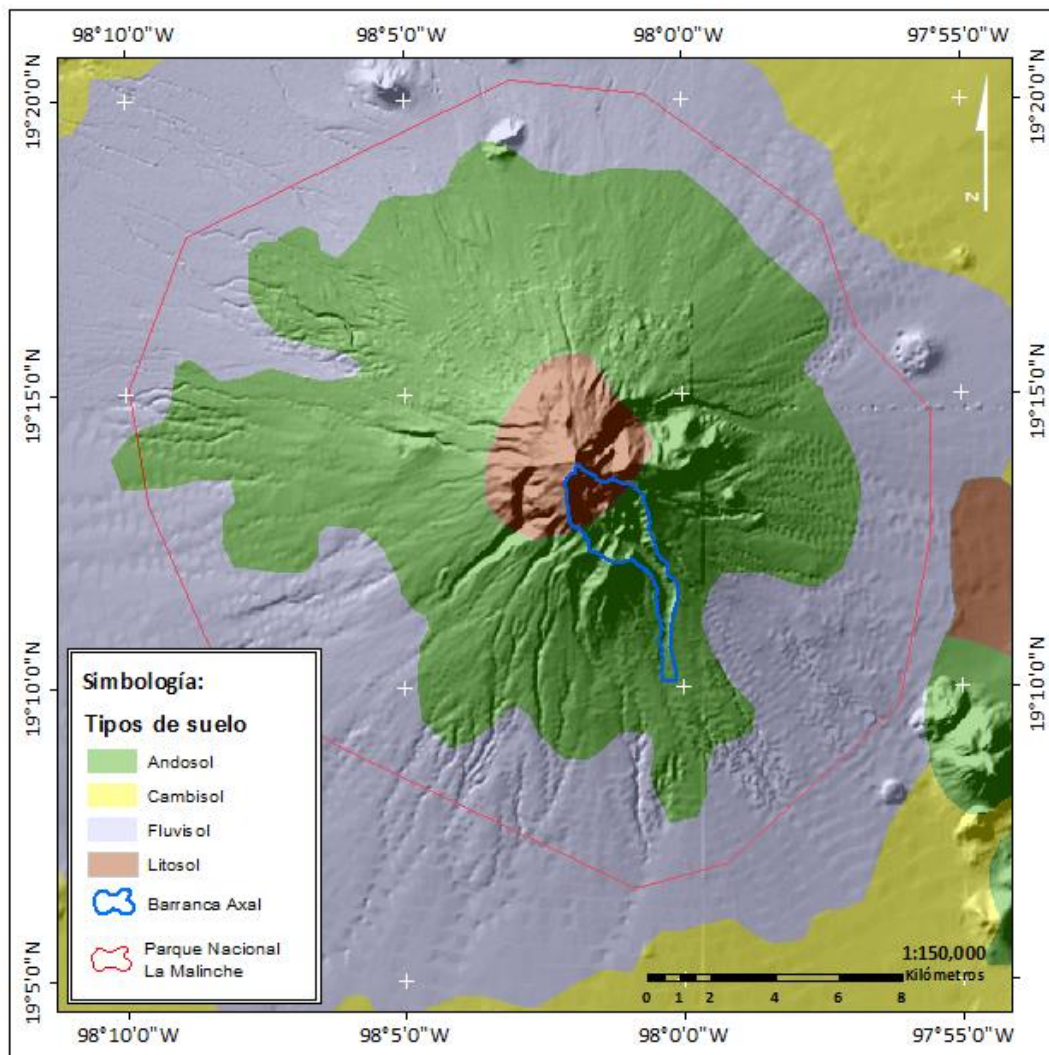 98°10'0"W 98°5'0"W 98°0'0"W 97°55'0"W
19°20'0"N 19°20'0"N
z
19°15'0"N 19°15'0"N
19°10'0"N 19°10'0"N
Simbología:
Tipos de suelo
Andosol
Cambisol
Fluvisol
Litosol
Barranca Axal
Parque Nacional
La Malinche
1:150,000
Kilómetros
0 1 2 4 6 8
19°5'0"N 19°5'0"N
98°10'0"W 98°5'0"W 98°0'0"W 97°55'0"W